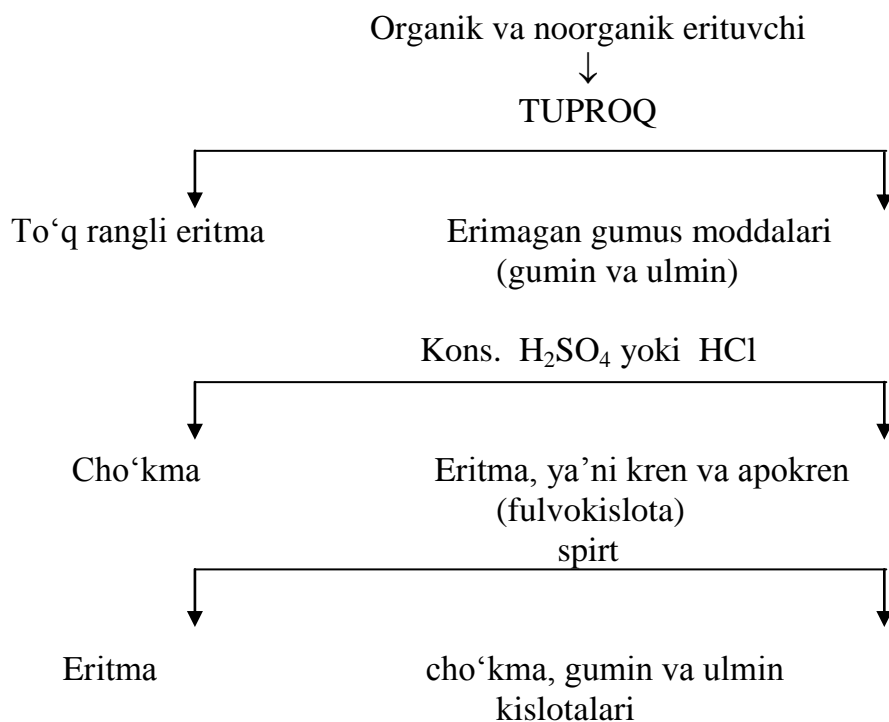 Organik va noorganik erituvchi
↓
TUPROQ
To‘q rangli eritma Erimagan gumus moddalari
(gumin va ulmin)
Kons. H₂SO₄ yoki HCl
Cho‘kma Eritma, ya’ni kren va apokren
(fulvokislota)
spirt
Eritma cho‘kma, gumin va ulmin
kislotalari